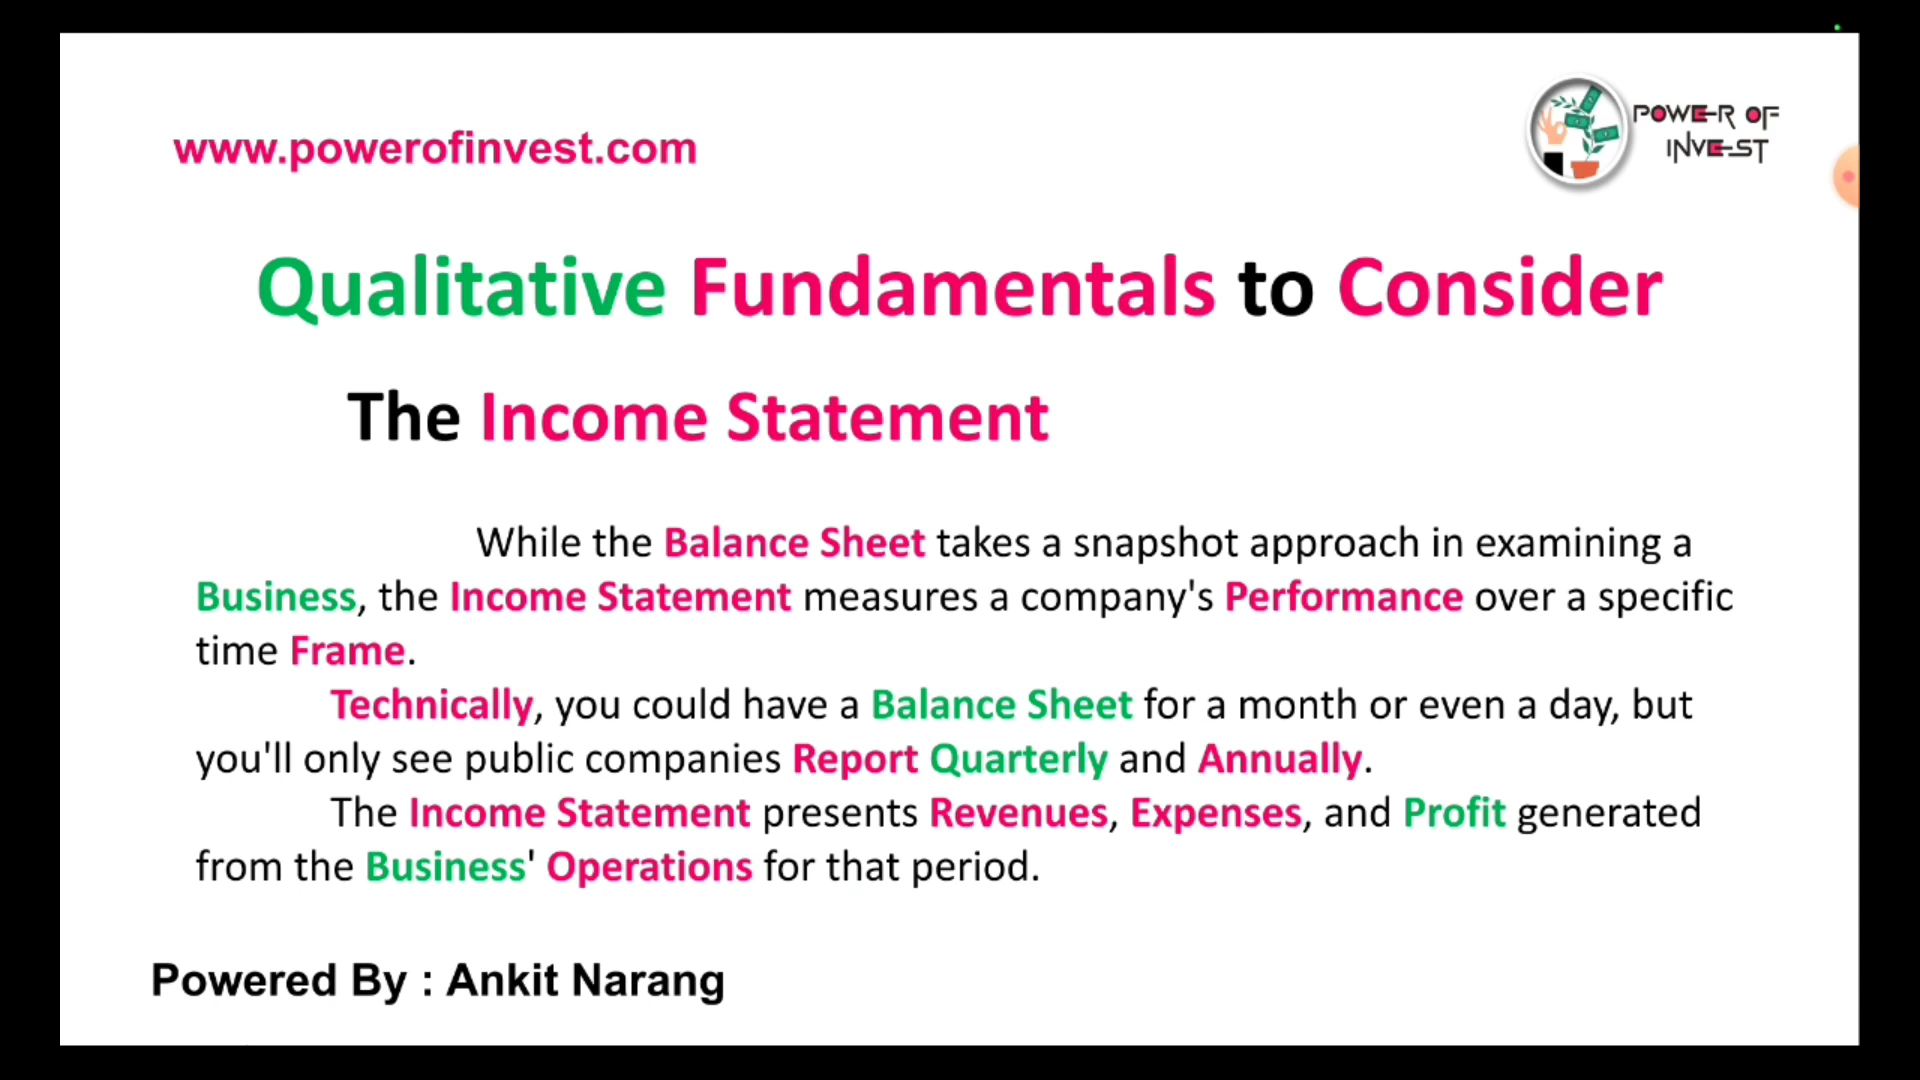 www.powerofinvest.com
POWER OF
INVEST
Qualitative Fundamentals to Consider
The Income Statement
While the Balance Sheet takes a snapshot approach in examining a
Business, the Income Statement measures a company's Performance over a specific
time Frame.
Technically, you could have a Balance Sheet for a month or even a day, but
you'll only see public companies Report Quarterly and Annually.
The Income Statement presents Revenues, Expenses, and Profit generated
from the Business' Operations for that period.
Powered By : Ankit Narang